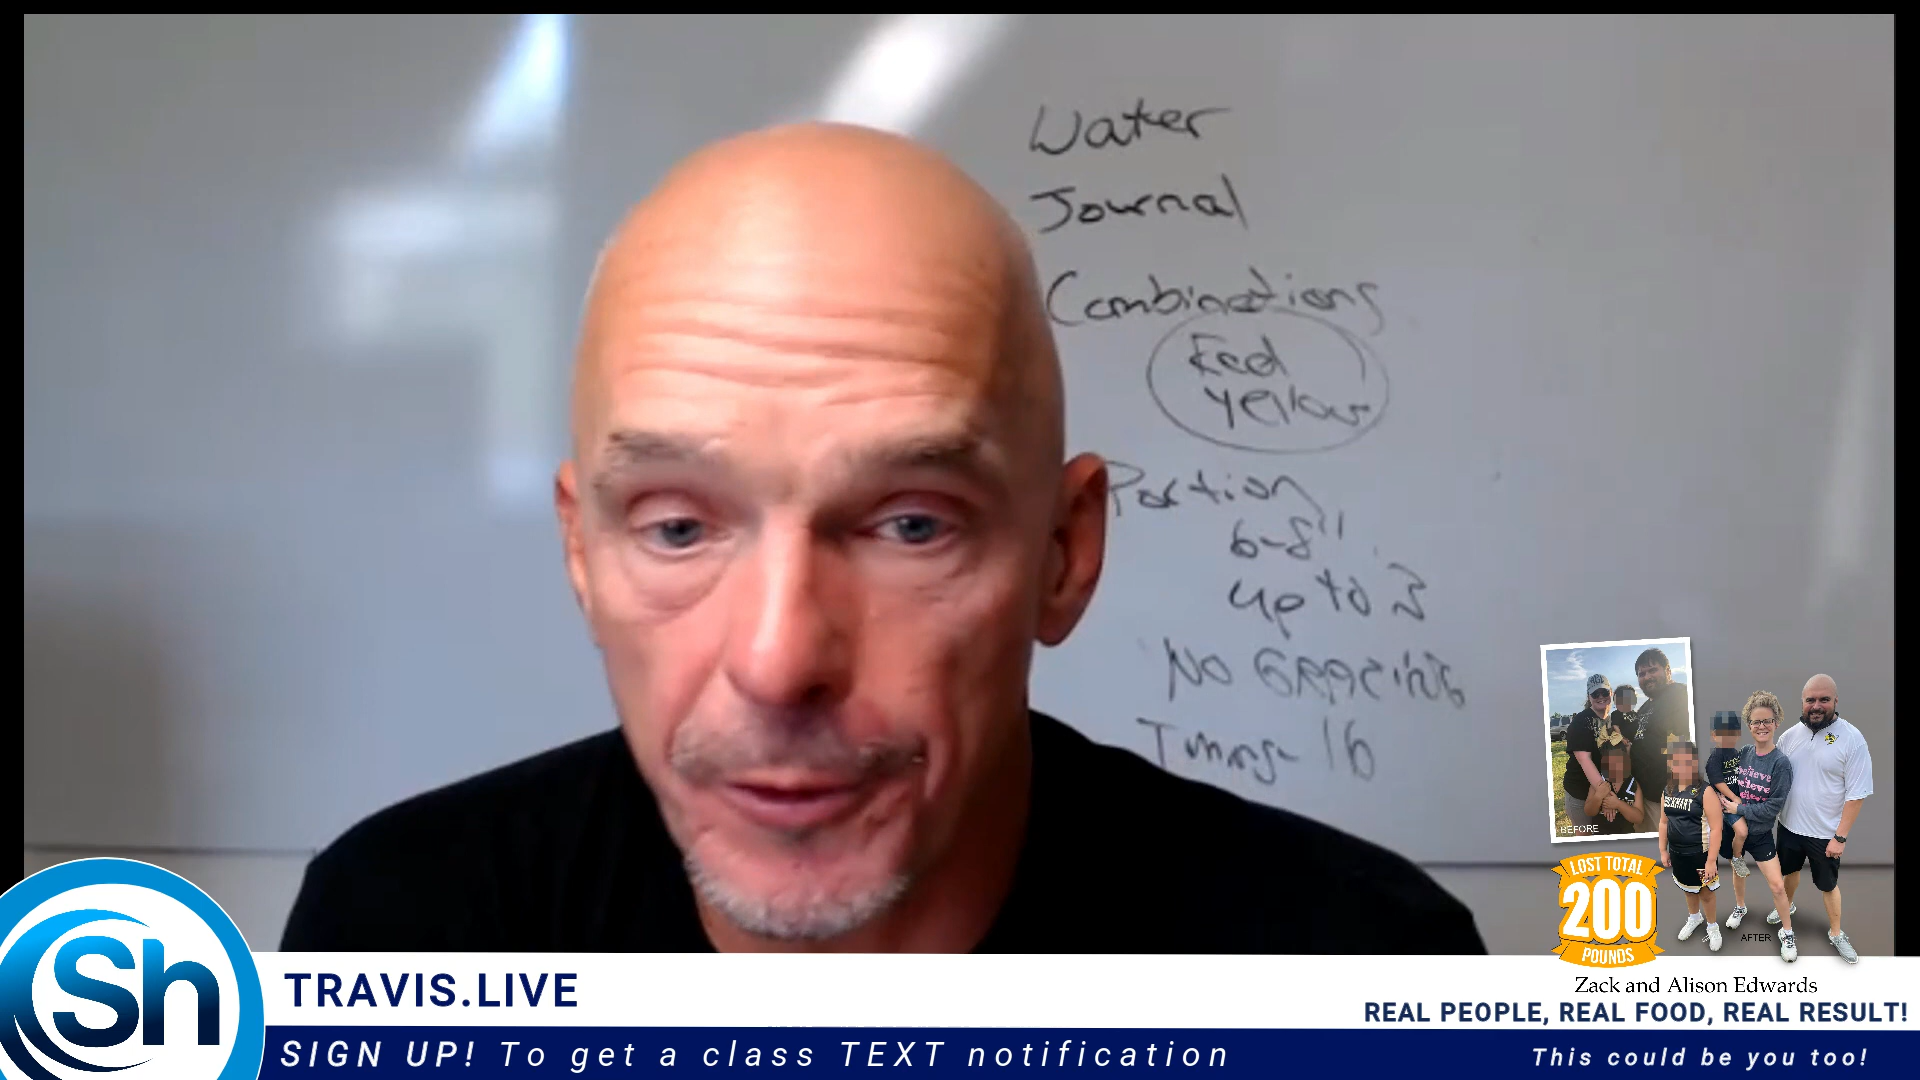 Water
Journal
Combinations
Red
Yellow
Portion
6-8"
up to 3
NO GRAZING
Timing- 16
BEFORE
LOST TOTAL
200
POUNDS
AFTER
Zack and Alison Edwards
REAL PEOPLE, REAL FOOD, REAL RESULT!
This could be you too!
Sh
TRAVIS.LIVE
SIGN UP! To get a class TEXT notification